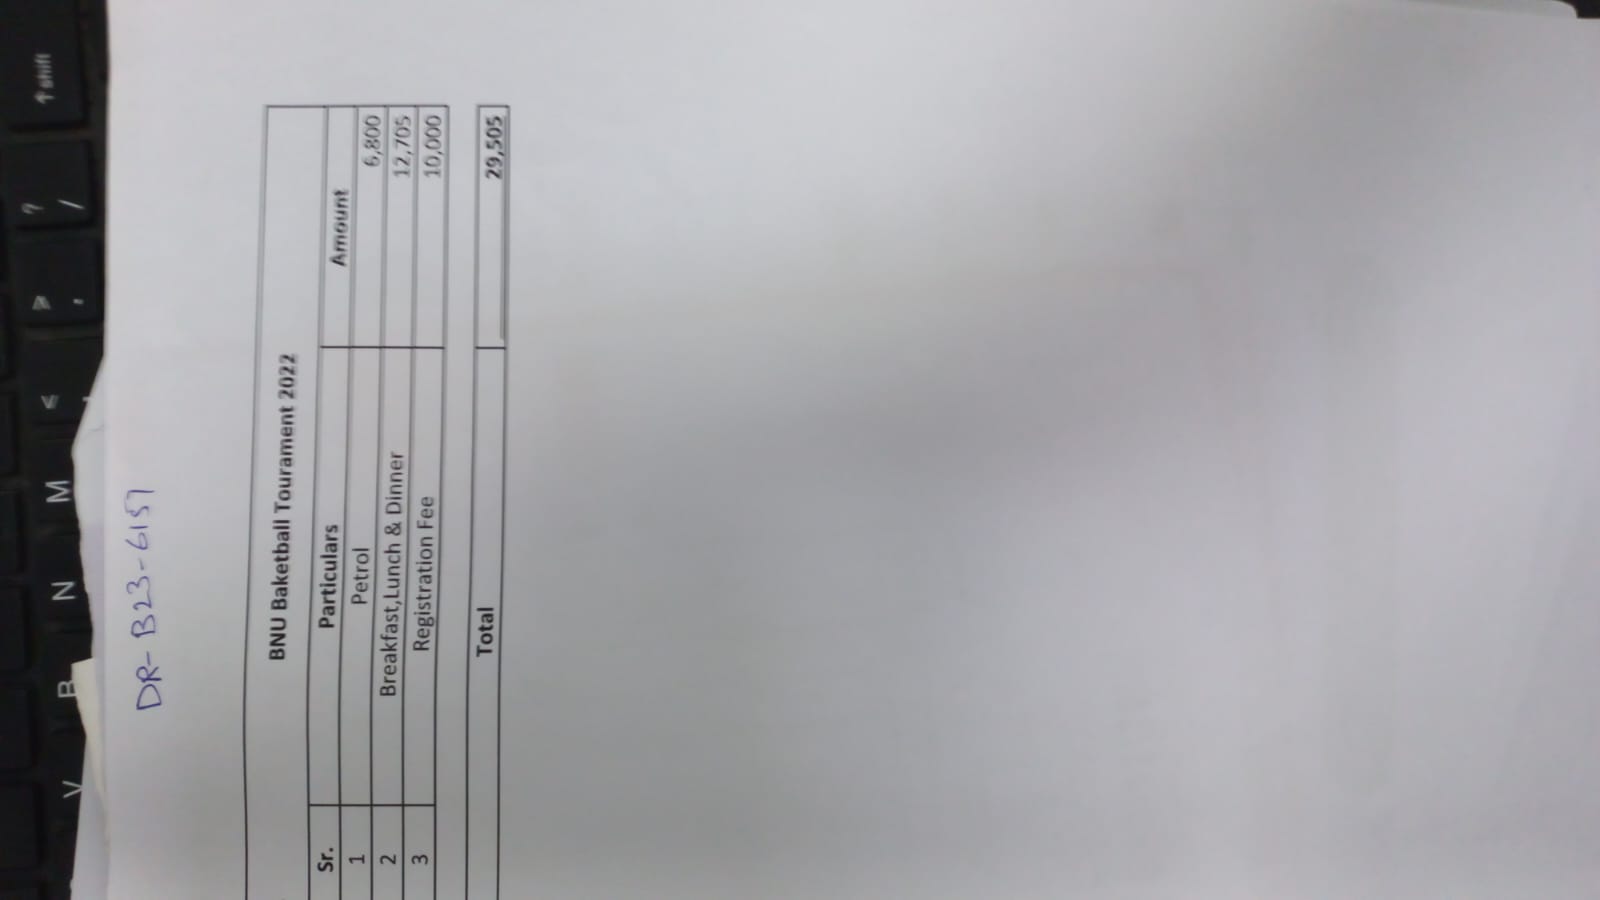 DR- B23-6157
BNU Baketball Tourament 2022
Sr. Particulars Amount
1 Petrol 6,800
2 Breakfast,Lunch & Dinner 12,705
3 Registration Fee 10,000
Total 29,505
↑ shift
? /
> .
< ,
M
N
B
V